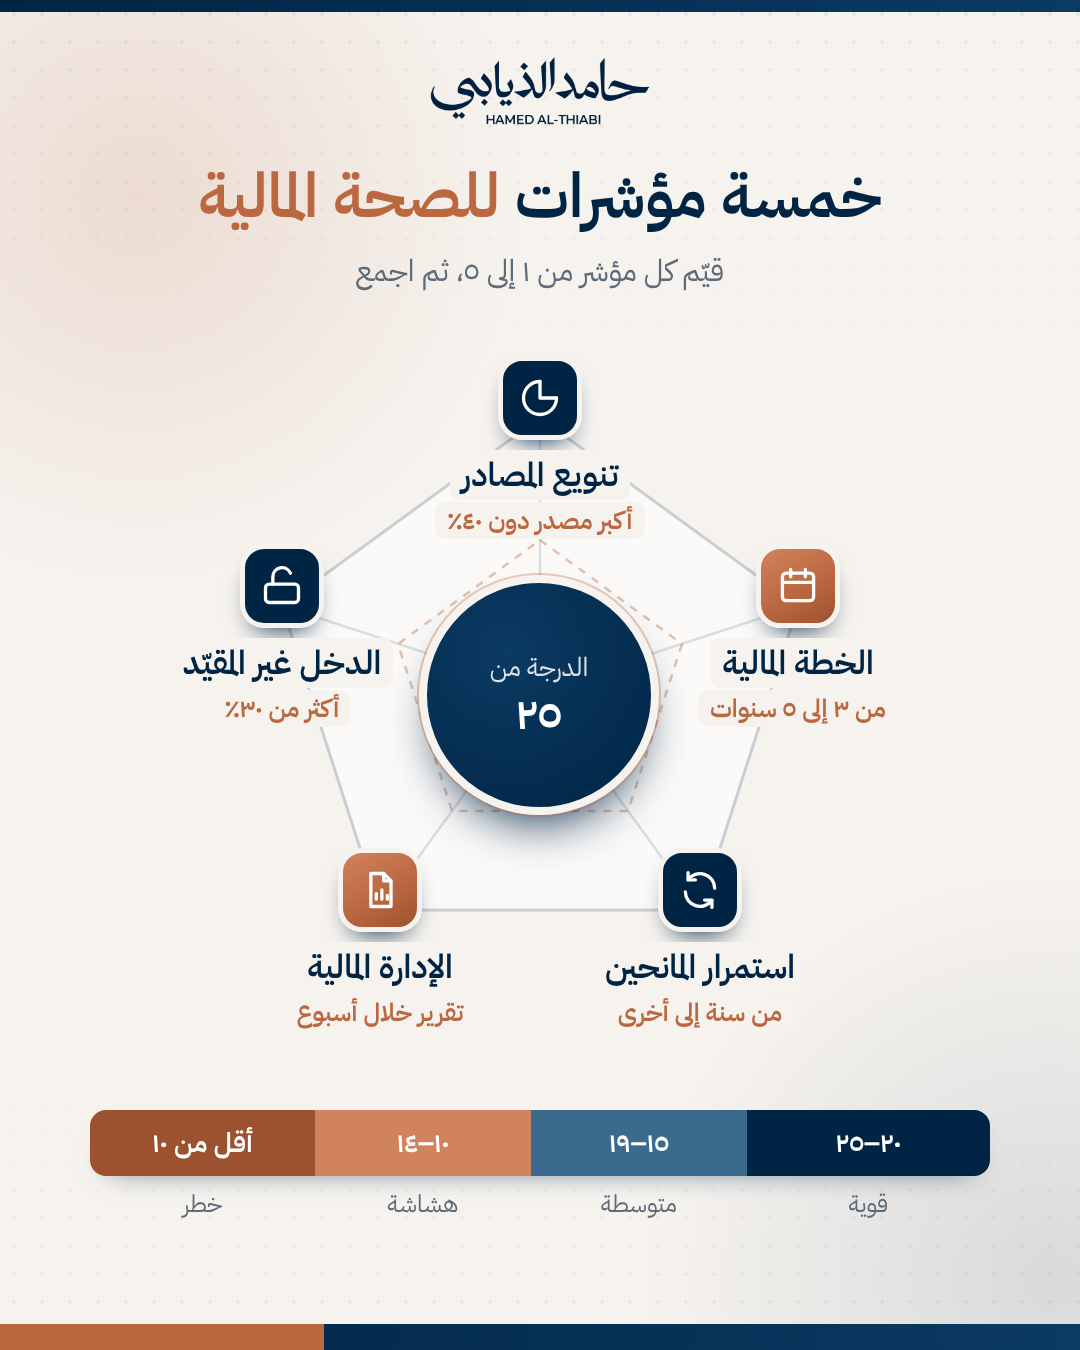 حامد الذيابي
HAMED AL-THIABI
خمسة مؤشرات للصحة المالية
قيّم كل مؤشر من ١ إلى ٥، ثم اجمع
تنويع المصادر
أكبر مصدر دون ٤٠٪
الخطة المالية
من ٣ إلى ٥ سنوات
الدخل غير المقيّد
أكثر من ٣٠٪
الدرجة من
٢٥
استمرار المانحين
من سنة إلى أخرى
الإدارة المالية
تقرير خلال أسبوع
٢٠–٢٥
قوية
١٥–١٩
متوسطة
١٠–١٤
هشاشة
أقل من ١٠
خطر